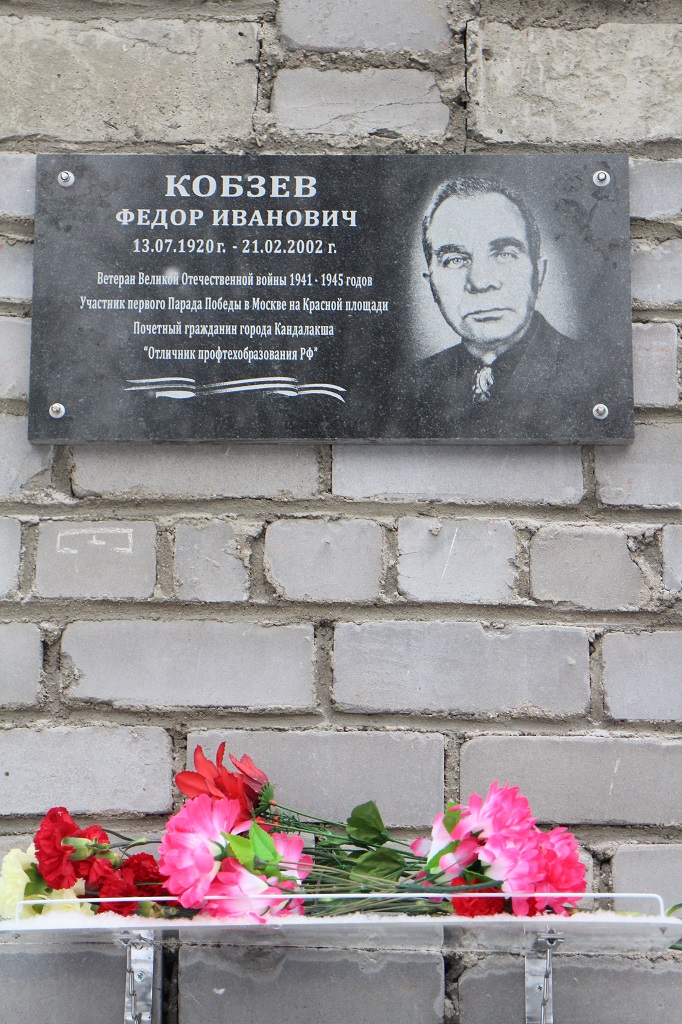 КОБЗЕВ
ФЕДОР ИВАНОВИЧ
13.07.1920 г. - 21.02.2002 г.
Ветеран Великой Отечественной войны 1941 - 1945 годов
Участник первого Парада Победы в Москве на Красной площади
Почетный гражданин города Кандалакша
"Отличник профтехобразования РФ"